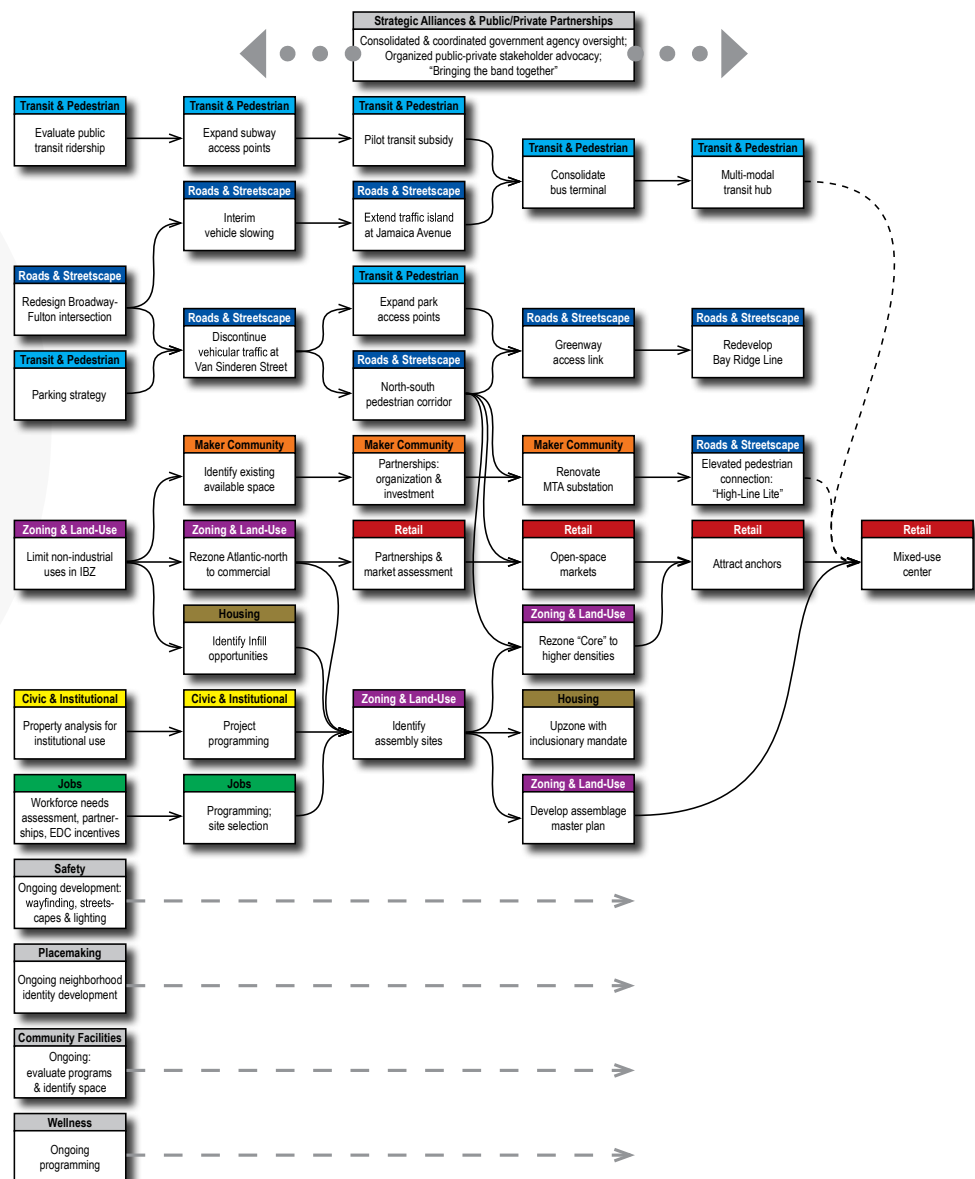 Strategic Alliances & Public/Private Partnerships
Consolidated & coordinated government agency oversight;
Organized public-private stakeholder advocacy;
“Bringing the band together”
Transit & Pedestrian
Evaluate public
transit ridership
Transit & Pedestrian
Expand subway
access points
Transit & Pedestrian
Pilot transit subsidy
Transit & Pedestrian
Consolidate
bus terminal
Transit & Pedestrian
Multi-modal
transit hub
Roads & Streetscape
Interim
vehicle slowing
Roads & Streetscape
Extend traffic island
at Jamaica Avenue
Roads & Streetscape
Redesign Broadway-
Fulton intersection
Transit & Pedestrian
Parking strategy
Roads & Streetscape
Discontinue
vehicular traffic at
Van Sinderen Street
Transit & Pedestrian
Expand park
access points
Roads & Streetscape
North-south
pedestrian corridor
Roads & Streetscape
Greenway
access link
Roads & Streetscape
Redevelop
Bay Ridge Line
Maker Community
Identify existing
available space
Maker Community
Partnerships:
organization &
investment
Maker Community
Renovate
MTA substation
Roads & Streetscape
Elevated pedestrian
connection:
“High-Line Lite”
Zoning & Land-Use
Limit non-industrial
uses in IBZ
Zoning & Land-Use
Rezone Atlantic-north
to commercial
Retail
Partnerships &
market assessment
Retail
Open-space
markets
Retail
Attract anchors
Retail
Mixed-use
center
Housing
Identify Infill
opportunities
Zoning & Land-Use
Rezone “Core” to
higher densities
Civic & Institutional
Property analysis for
institutional use
Civic & Institutional
Project
programming
Zoning & Land-Use
Identify
assembly sites
Housing
Upzone with
inclusionary mandate
Jobs
Workforce needs
assessment, partner-
ships, EDC incentives
Jobs
Programming;
site selection
Zoning & Land-Use
Develop assemblage
master plan
Safety
Ongoing development:
wayfinding, streets-
capes & lighting
Placemaking
Ongoing neighborhood
identity development
Community Facilities
Ongoing:
evaluate programs
& identify space
Wellness
Ongoing
programming